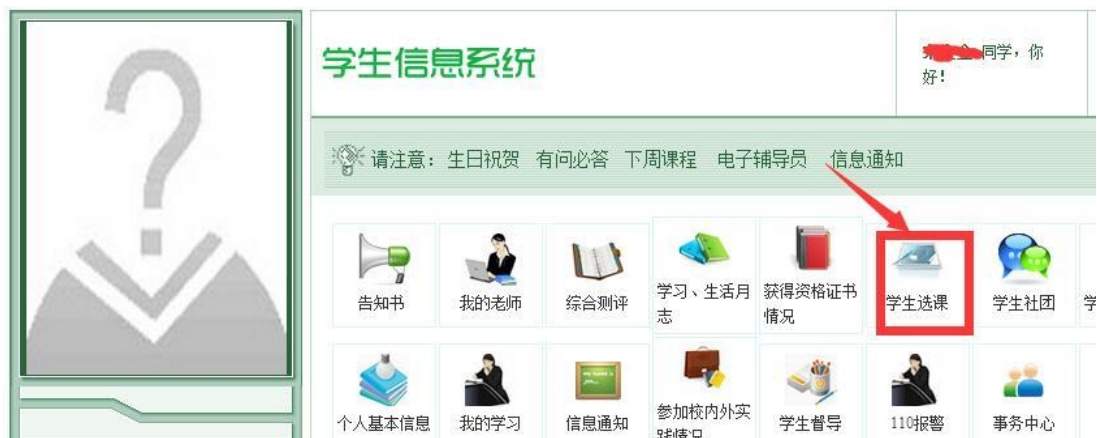 学生信息系统
同学，你
好！
请注意： 生日祝贺 有问必答 下周课程 电子辅导员 信息通知
告知书 我的老师 综合测评 学习、生活月志 获得资格证书情况 学生选课 学生社团 学
个人基本信息 我的学习 信息通知 参加校内外实践情况 学生督导 110报警 事务中心